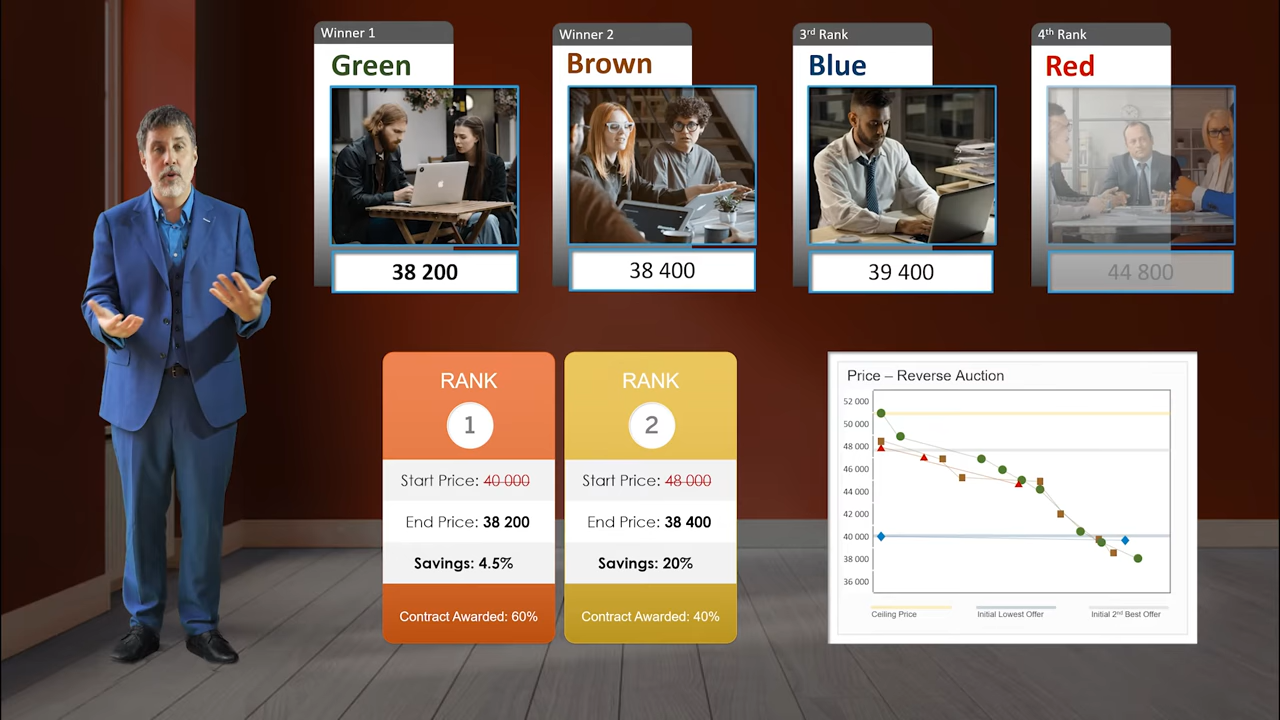 Winner 1
Green
38 200
Winner 2
Brown
38 400
3rd Rank
Blue
39 400
4th Rank
Red
44 800
RANK
1
Start Price: 40 000
End Price: 38 200
Savings: 4.5%
Contract Awarded: 60%
RANK
2
Start Price: 48 000
End Price: 38 400
Savings: 20%
Contract Awarded: 40%
Price – Reverse Auction
52 000
50 000
48 000
46 000
44 000
42 000
40 000
38 000
36 000
Ceiling Price
Initial Lowest Offer
Initial 2nd Best Offer